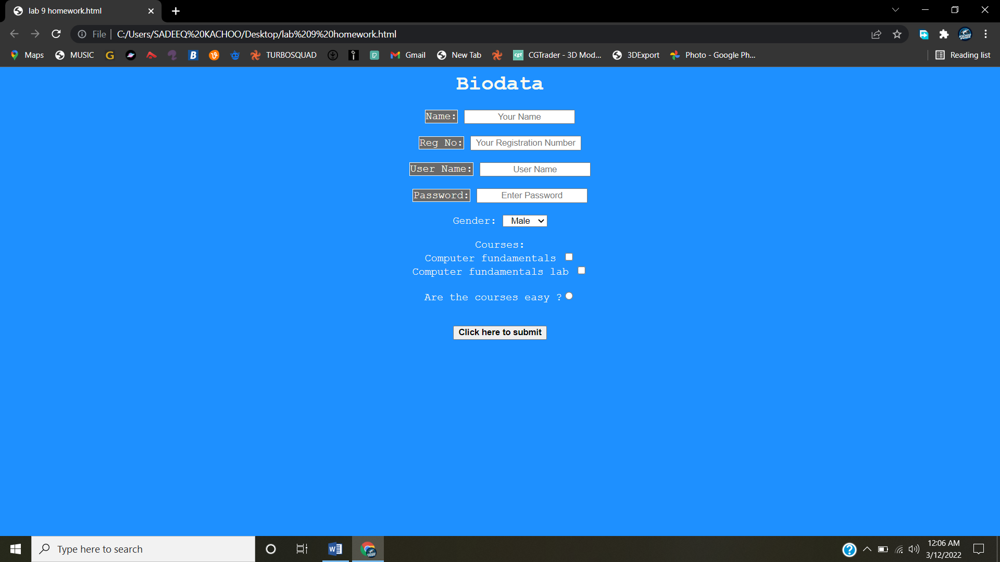 lab 9 homework.html
File C:/Users/SADEEQ%20KACHOO/Desktop/lab%209%20homework.html
Maps MUSIC G B TURBOSQUAD Gmail New Tab cgt CGTrader - 3D Mod... 3DExport Photo - Google Ph... Reading list
Biodata
Name: Your Name
Reg No: Your Registration Number
User Name: User Name
Password: Enter Password
Gender: Male
Courses:
Computer fundamentals
Computer fundamentals lab
Are the courses easy ?
Click here to submit
Type here to search
W
?
12:06 AM
3/12/2022